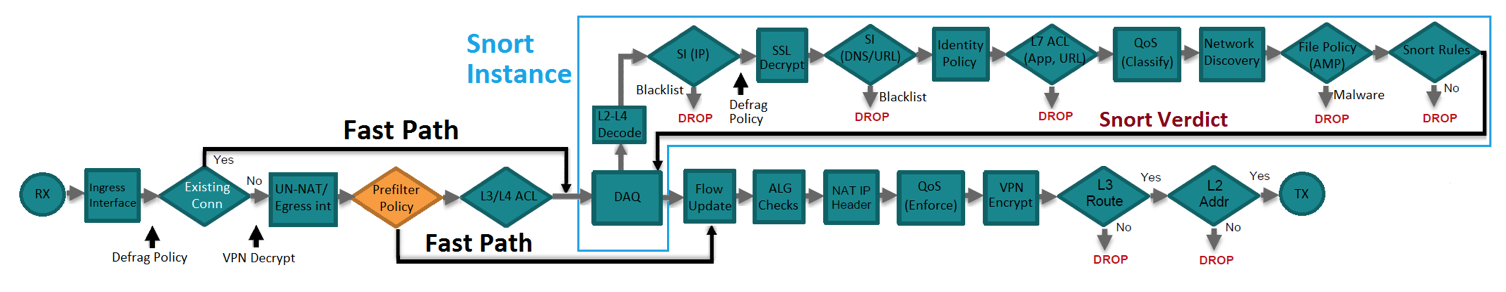 Snort
Instance
SI (IP)
SSL
Decrypt
SI
(DNS/URL)
Identity
Policy
L7 ACL
(App, URL)
QoS
(Classify)
Network
Discovery
File Policy
(AMP)
Snort Rules
Blacklist
DROP
Defrag
Policy
Blacklist
DROP
DROP
Malware
DROP
No
DROP
L2-L4
Decode
Snort Verdict
Fast Path
Yes
RX
Ingress
Interface
Existing
Conn
No
UN-NAT/
Egress int
Prefilter
Policy
L3/L4 ACL
DAQ
Flow
Update
ALG
Checks
NAT IP
Header
QoS
(Enforce)
VPN
Encrypt
L3
Route
Yes
L2
Addr
Yes
TX
No
DROP
No
DROP
Defrag Policy
VPN Decrypt
Fast Path